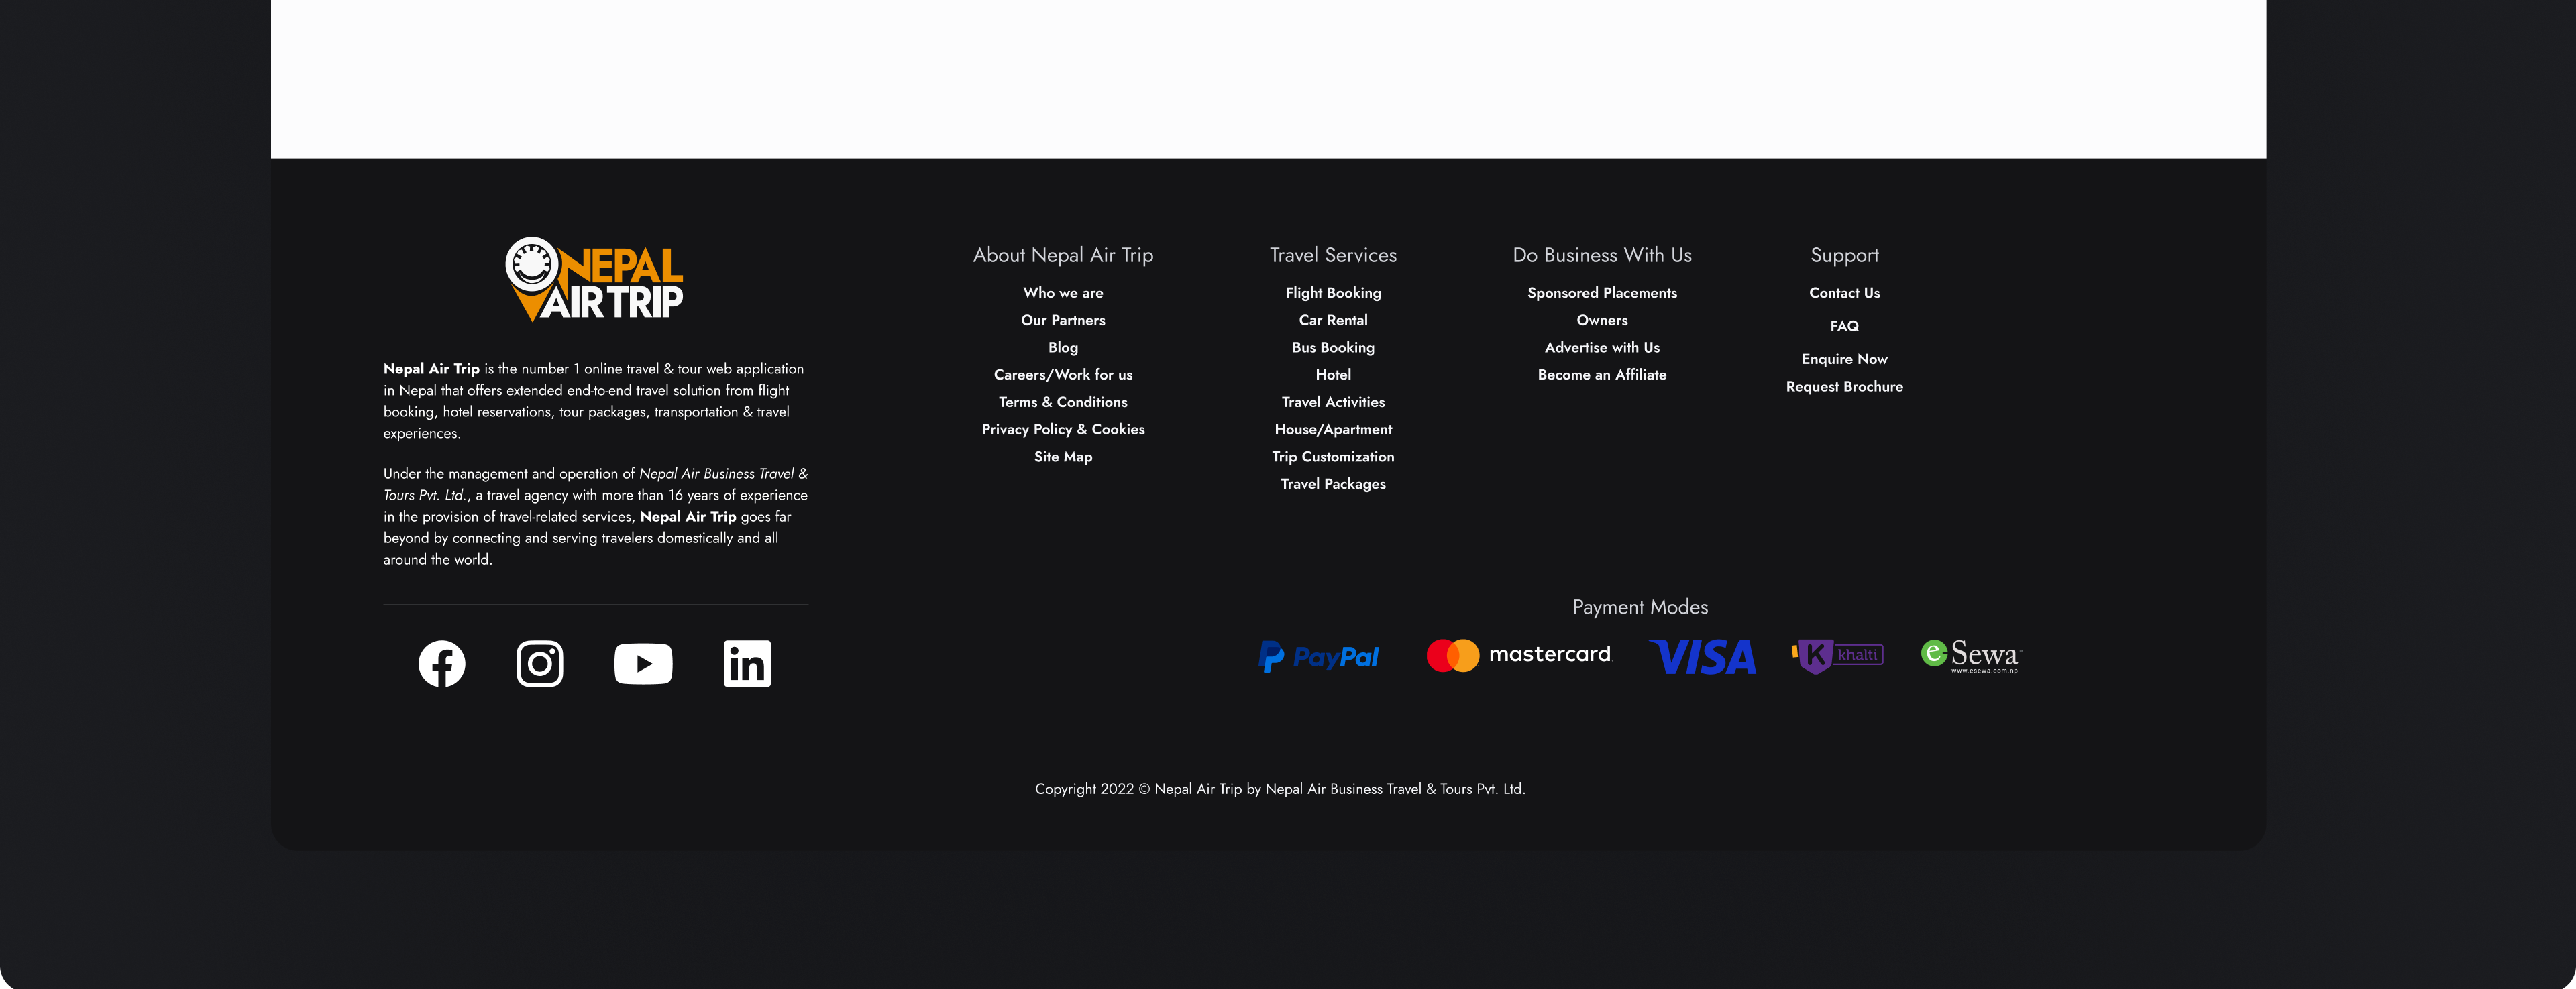 NEPAL
AIR TRIP
Nepal Air Trip is the number 1 online travel & tour web application
in Nepal that offers extended end-to-end travel solution from flight
booking, hotel reservations, tour packages, transportation & travel
experiences.
Under the management and operation of Nepal Air Business Travel &
Tours Pvt. Ltd., a travel agency with more than 16 years of experience
in the provision of travel-related services, Nepal Air Trip goes far
beyond by connecting and serving travelers domestically and all
around the world.
in
About Nepal Air Trip
Who we are
Our Partners
Blog
Careers/Work for us
Terms & Conditions
Privacy Policy & Cookies
Site Map
Travel Services
Flight Booking
Car Rental
Bus Booking
Hotel
Travel Activities
House/Apartment
Trip Customization
Travel Packages
Do Business With Us
Sponsored Placements
Owners
Advertise with Us
Become an Affiliate
Support
Contact Us
FAQ
Enquire Now
Request Brochure
Payment Modes
PayPal
mastercard.
VISA
K khalti
eSewa™
www.esewa.com.np
Copyright 2022 © Nepal Air Trip by Nepal Air Business Travel & Tours Pvt. Ltd.